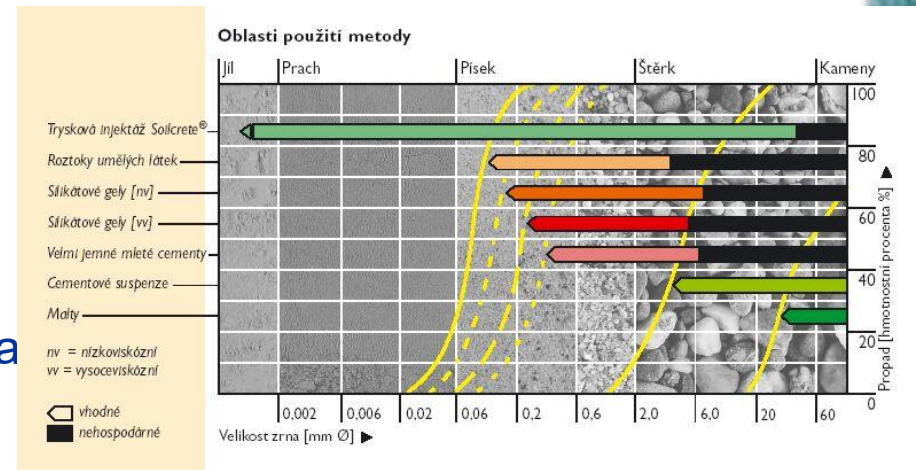 Oblasti použití metody
Jíl Prach Písek Štěrk Kameny
100
Trysková injektáž Soilcrete®
Roztoky umělých látek
80
Silikátové gely [nv]
Silikátové gely [vv]
60
Velmi jemné mleté cementy
Cementové suspenze
40
Malty
20
a
nv = nízkoviskózní
vv = vysoceviskózní
0
Propad [hmotnostní procenta %]
vhodné
nehospodárné
0,002 0,006 0,02 0,06 0,2 0,6 2,0 6,0 20 60
Velikost zrna [mm Ø]